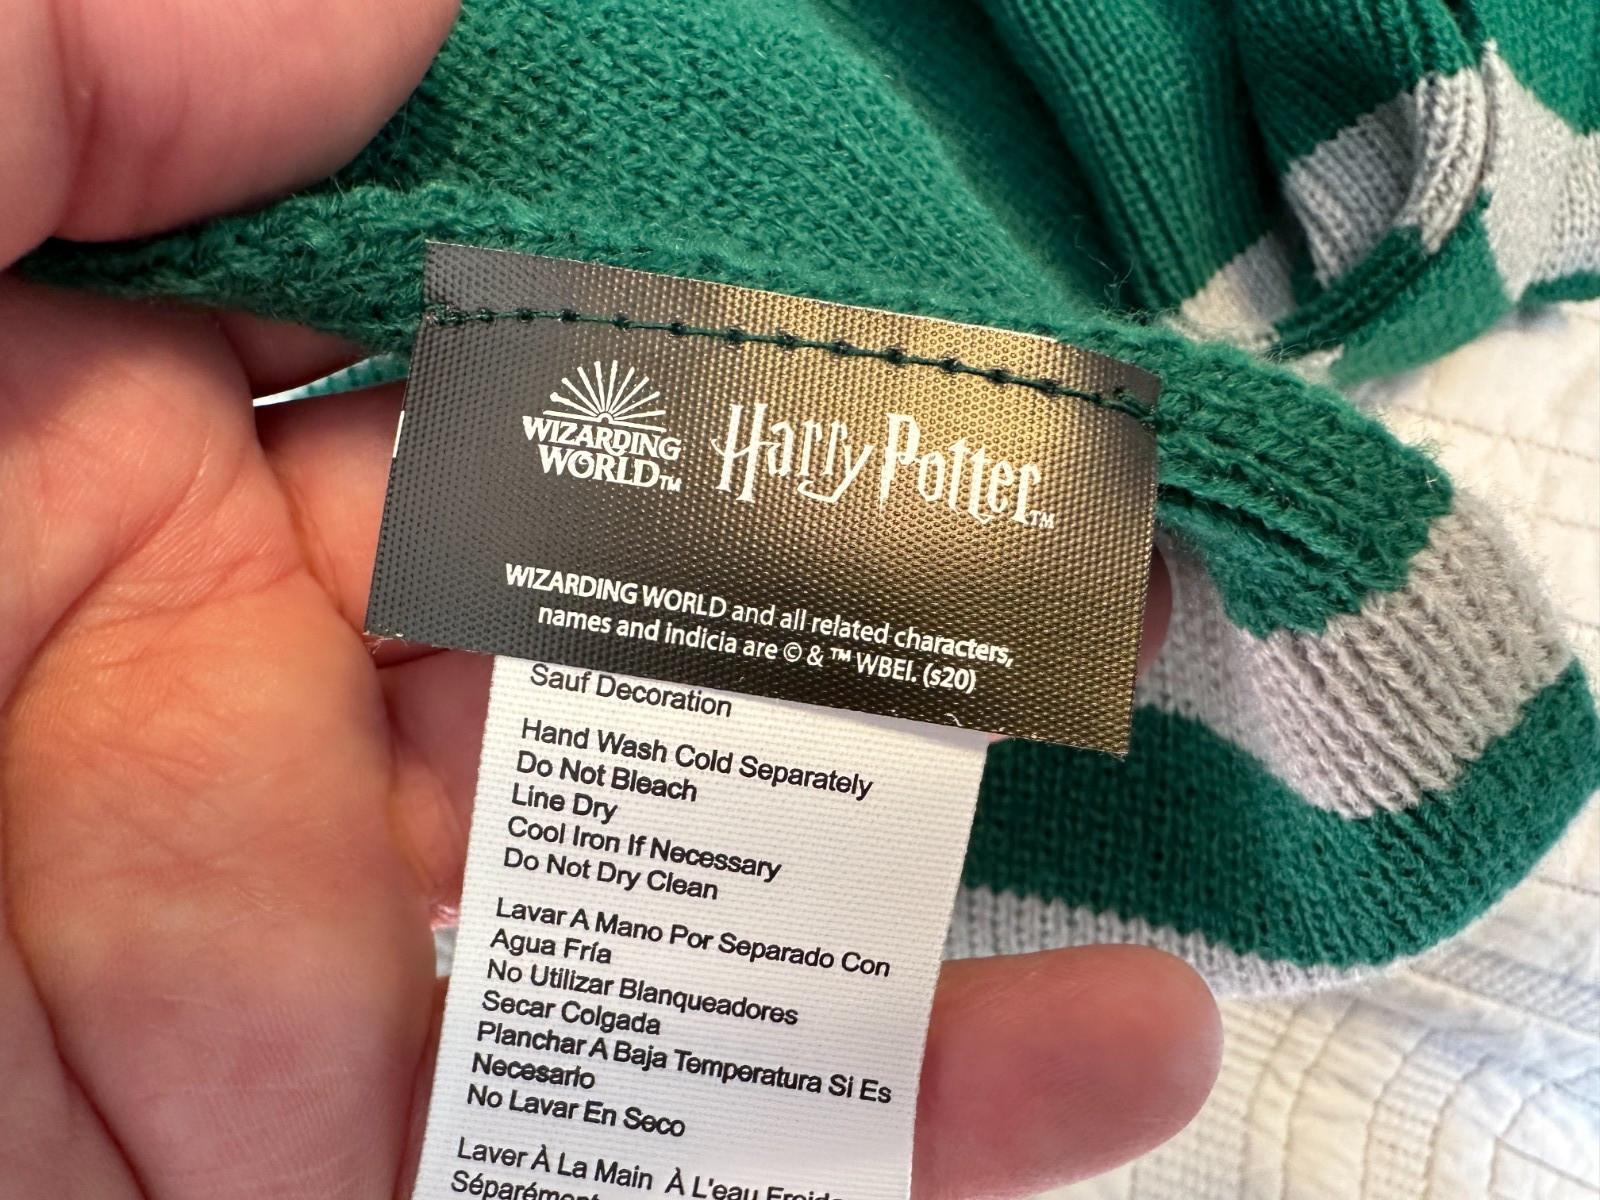 WIZARDING
WORLD™
Harry Potter™
WIZARDING WORLD and all related characters,
names and indicia are © & ™ WBEI. (s20)
Sauf Decoration
Hand Wash Cold Separately
Do Not Bleach
Line Dry
Cool Iron If Necessary
Do Not Dry Clean
Lavar A Mano Por Separado Con
Agua Fría
No Utilizar Blanqueadores
Secar Colgada
Planchar A Baja Temperatura Si Es
Necesario
No Lavar En Seco
Laver À La Main À L'eau Froide